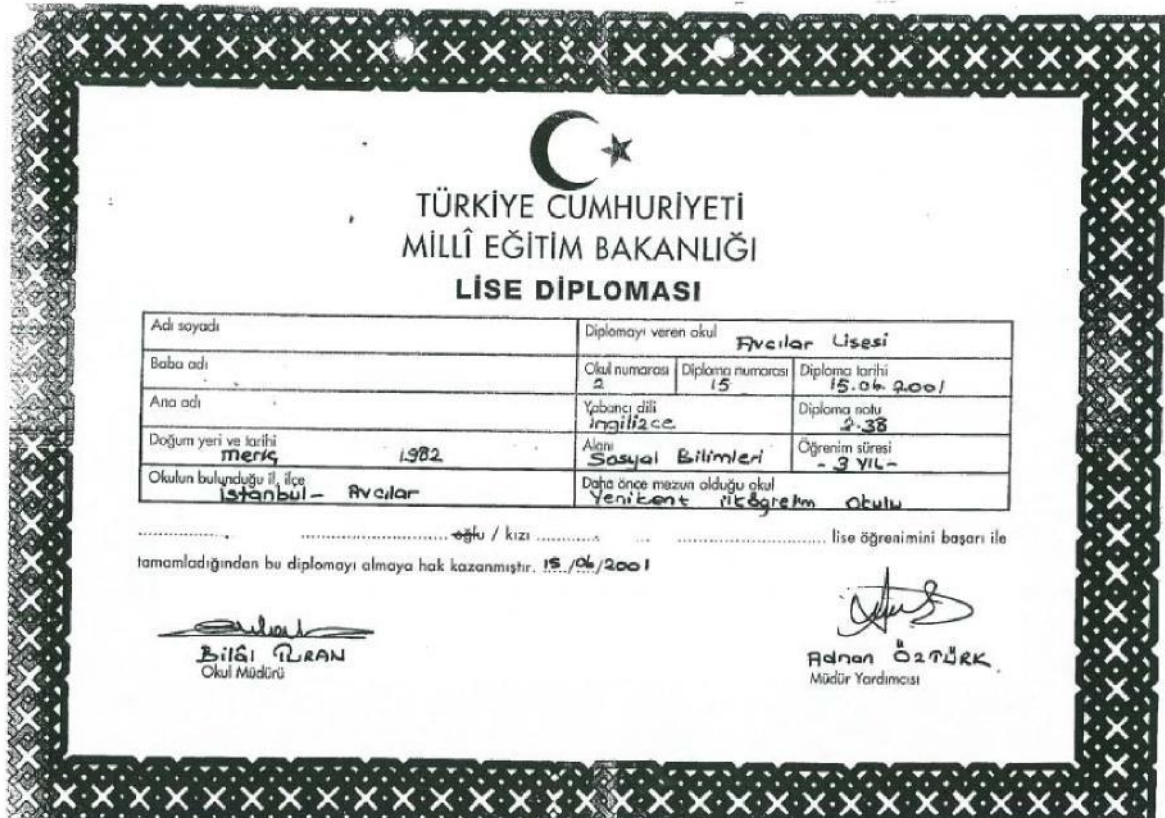 TÜRKİYE CUMHURİYETİ
MİLLÎ EĞİTİM BAKANLIĞI
LİSE DİPLOMASI
Adı soyadı
Diplomayı veren okul Avcılar Lisesi
Baba adı
Okul numarası 2
Diploma numarası 15
Diploma tarihi 15.06.2001
Ana adı
Yabancı dili ingilizce
Diploma notu 2.38
Doğum yeri ve tarihi meriç 1982
Alanı Sosyal Bilimleri
Öğrenim süresi - 3 YIL -
Okulun bulunduğu il, ilçe istanbul - Avcılar
Daha önce mezun olduğu okul Yenikent ilköğretim okulu
oğlu / kızı lise öğrenimini başarı ile
tamamladığından bu diplomayı almaya hak kazanmıştır. 15/06/2001
Bilâl
Okul Müdürü
Adnan ÖZTÜRK
Müdür Yardımcısı